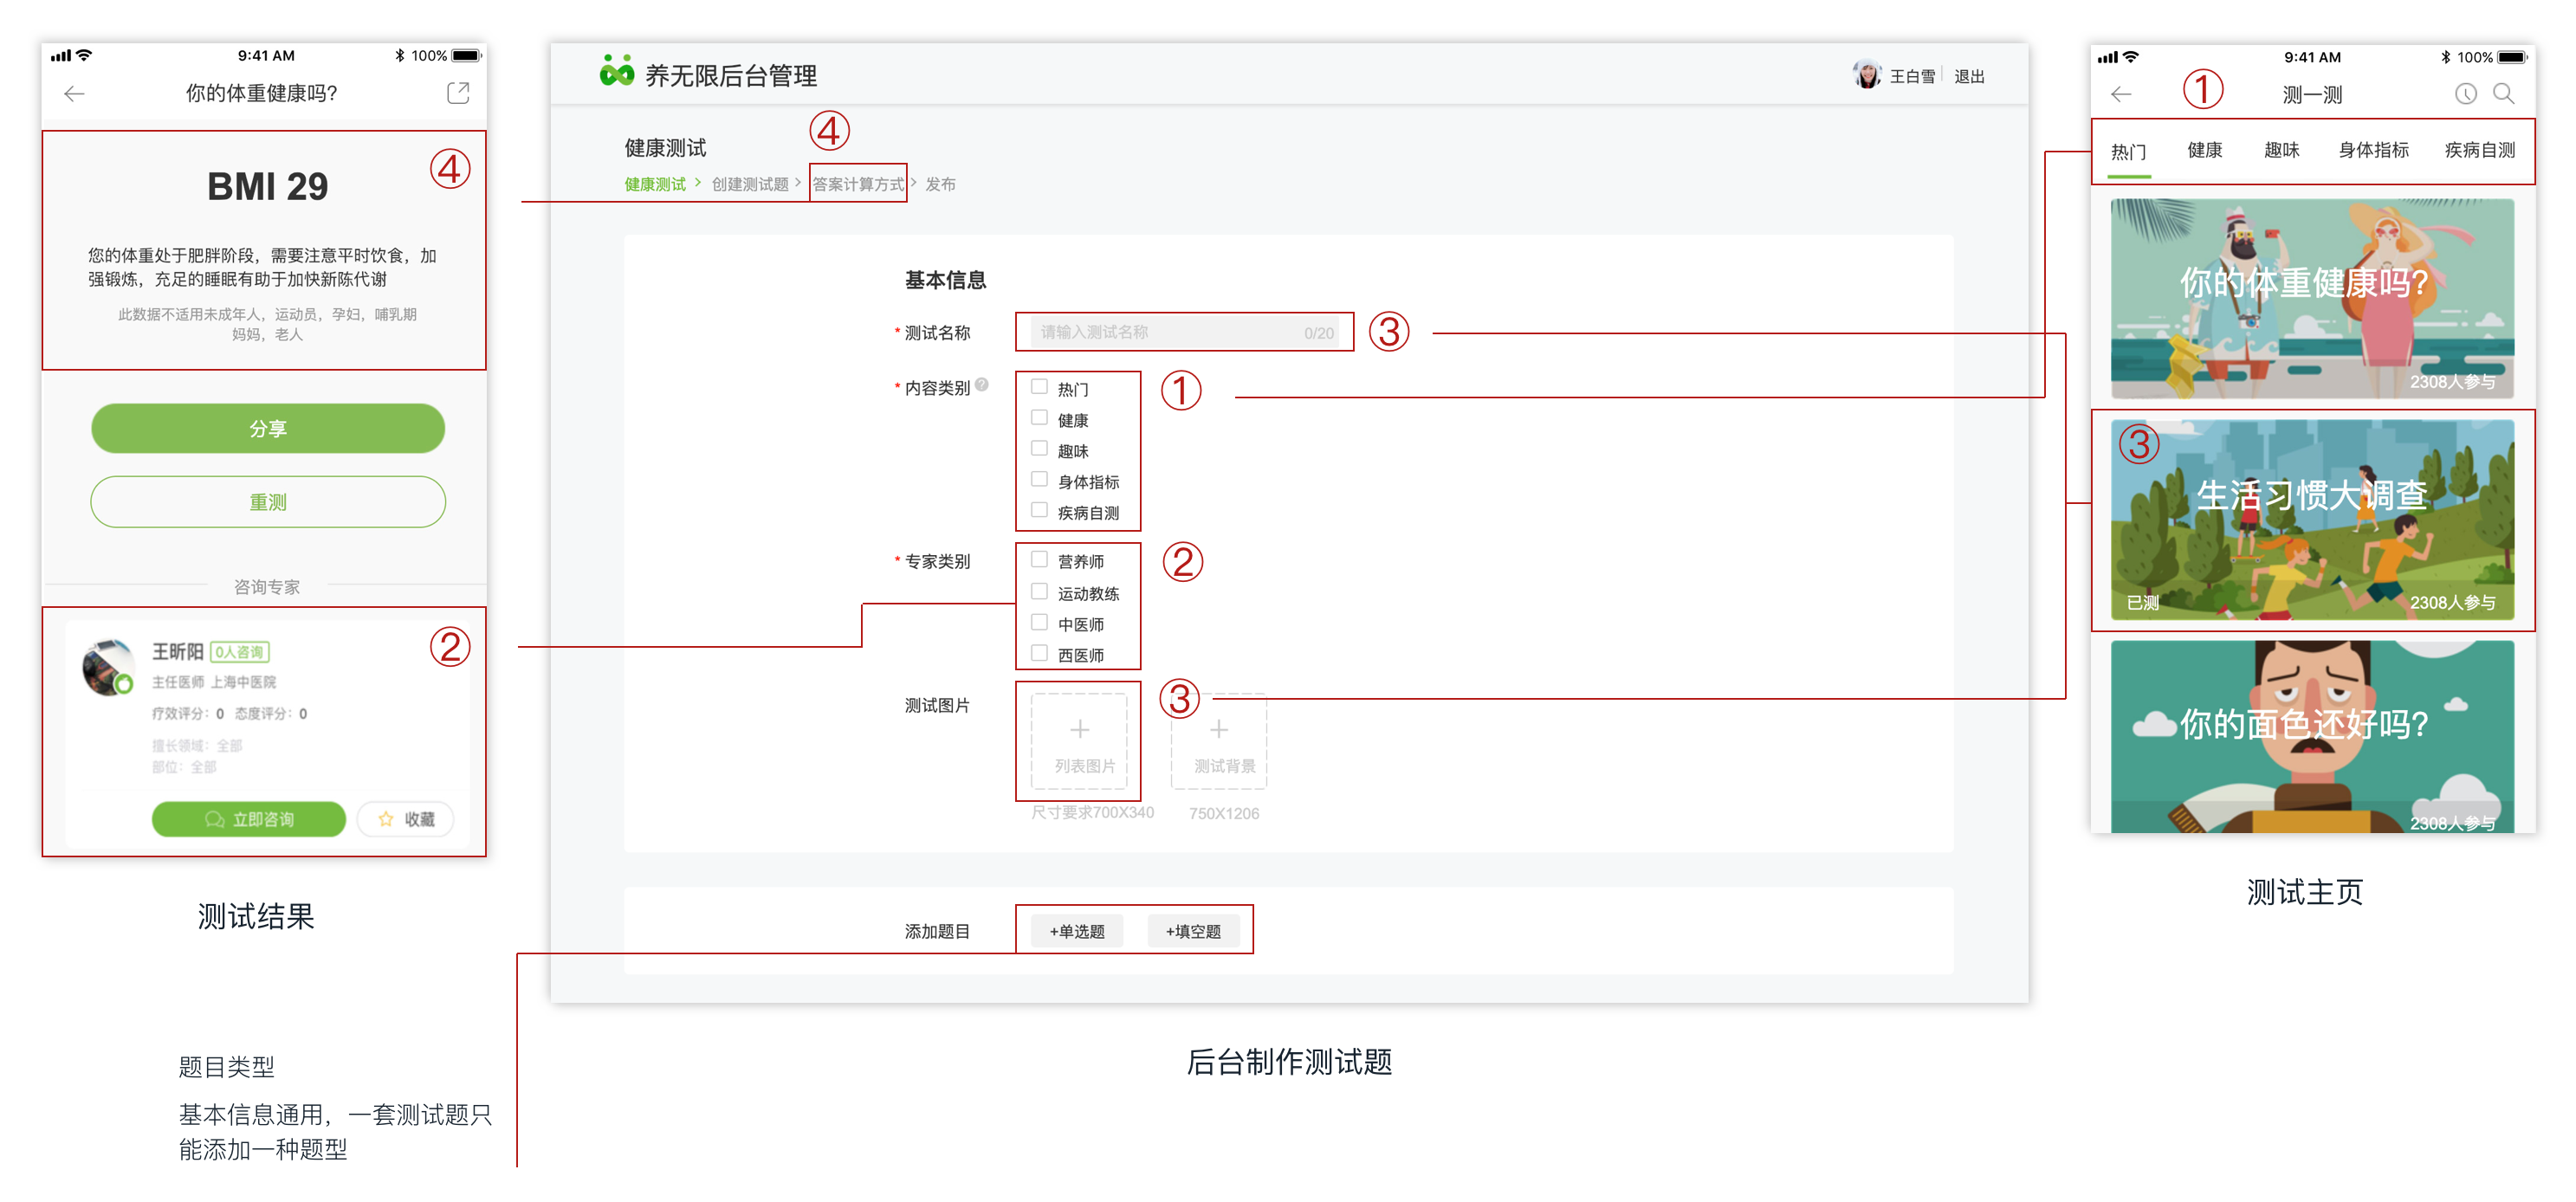 9:41 AM
100%
你的体重健康吗?
④
BMI 29
您的体重处于肥胖阶段，需要注意平时饮食，加
强锻炼，充足的睡眠有助于加快新陈代谢
此数据不适用未成年人，运动员，孕妇，哺乳期
妈妈，老人
分享
重测
咨询专家
②
王昕阳 0人咨询
主任医师 上海中医院
疗效评分：0 态度评分：0
擅长领域：全部
部位：全部
立即咨询
收藏
测试结果
题目类型
基本信息通用，一套测试题只
能添加一种题型
养无限后台管理
王白雪
退出
健康测试
④
健康测试 > 创建测试题 > 答案计算方式 > 发布
基本信息
* 测试名称
请输入测试名称
0/20
③
* 内容类别 ?
热门
健康
趣味
身体指标
疾病自测
①
* 专家类别
营养师
运动教练
中医师
西医师
②
测试图片
+
列表图片
尺寸要求700X340
③
+
测试背景
750X1206
添加题目
+单选题
+填空题
后台制作测试题
9:41 AM
100%
①
测一测
热门 健康 趣味 身体指标 疾病自测
你的体重健康吗?
2308人参与
③
生活习惯大调查
已测
2308人参与
你的面色还好吗?
2308人参与
测试主页